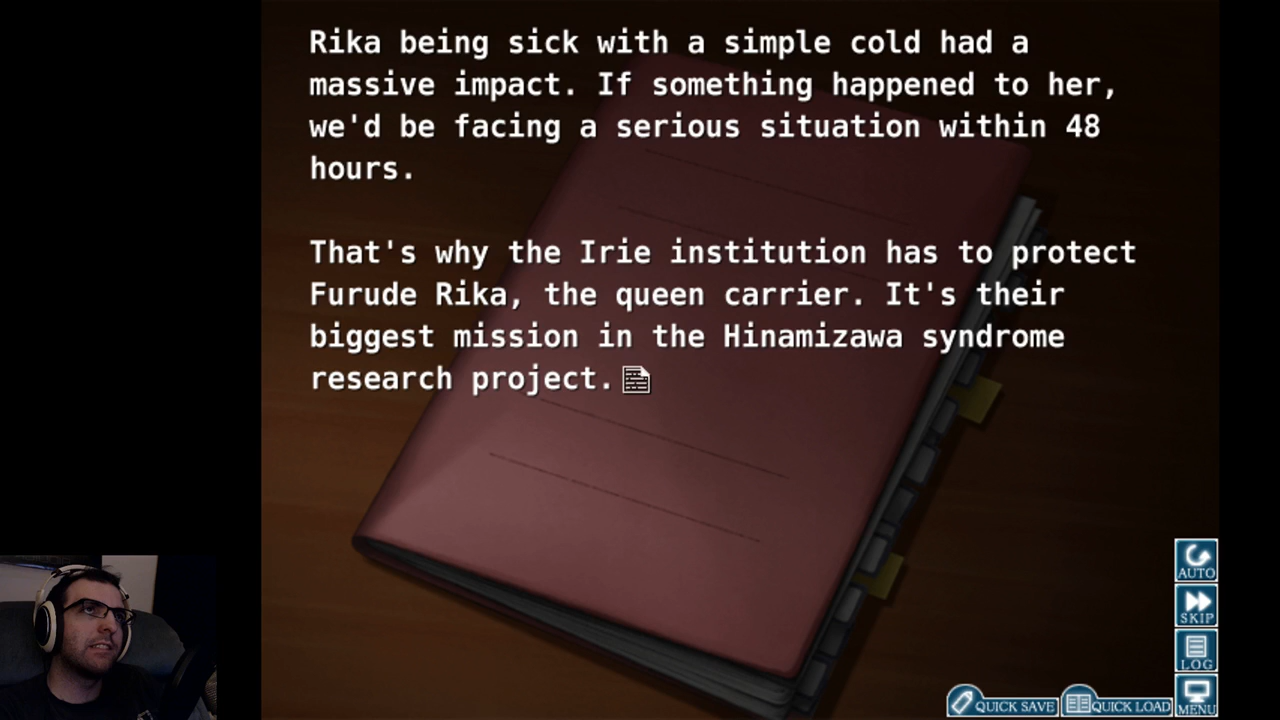 Rika being sick with a simple cold had a
massive impact. If something happened to her,
we'd be facing a serious situation within 48
hours.
That's why the Irie institution has to protect
Furude Rika, the queen carrier. It's their
biggest mission in the Hinamizawa syndrome
research project.
AUTO
SKIP
LOG
QUICK SAVE
QUICK LOAD
MENU